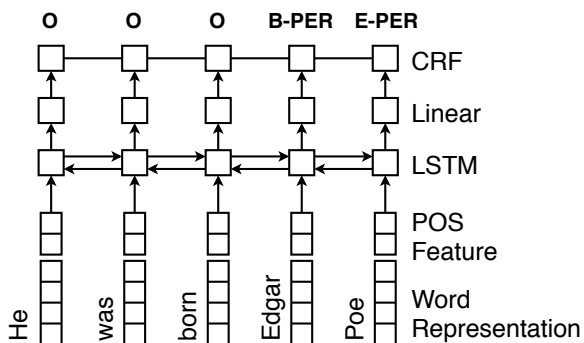 O O O B-PER E-PER
CRF
Linear
LSTM
POS
Feature
He was born Edgar Poe
Word
Representation